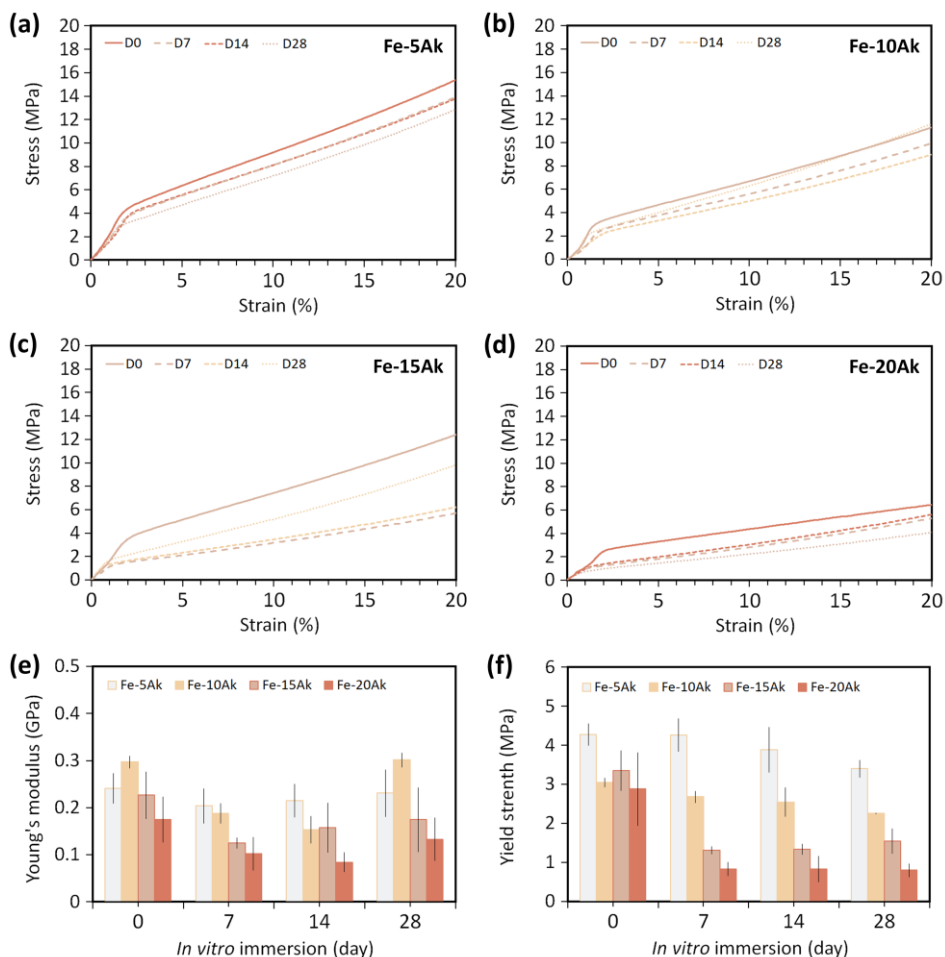 (a)
D0 D7 D14 D28
Fe-5Ak
20
18
16
14
12
10
8
6
4
2
0
Stress (MPa)
0 5 10 15 20
Strain (%)
(b)
D0 D7 D14 D28
Fe-10Ak
20
18
16
14
12
10
8
6
4
2
0
Stress (MPa)
0 5 10 15 20
Strain (%)
(c)
D0 D7 D14 D28
Fe-15Ak
20
18
16
14
12
10
8
6
4
2
0
Stress (MPa)
0 5 10 15 20
Strain (%)
(d)
D0 D7 D14 D28
Fe-20Ak
20
18
16
14
12
10
8
6
4
2
0
Stress (MPa)
0 5 10 15 20
Strain (%)
(e)
Fe-5Ak Fe-10Ak Fe-15Ak Fe-20Ak
0.5
0.4
0.3
0.2
0.1
0
Young's modulus (GPa)
0 7 14 28
In vitro immersion (day)
(f)
Fe-5Ak Fe-10Ak Fe-15Ak Fe-20Ak
6
5
4
3
2
1
0
Yield strenth (MPa)
0 7 14 28
In vitro immersion (day)